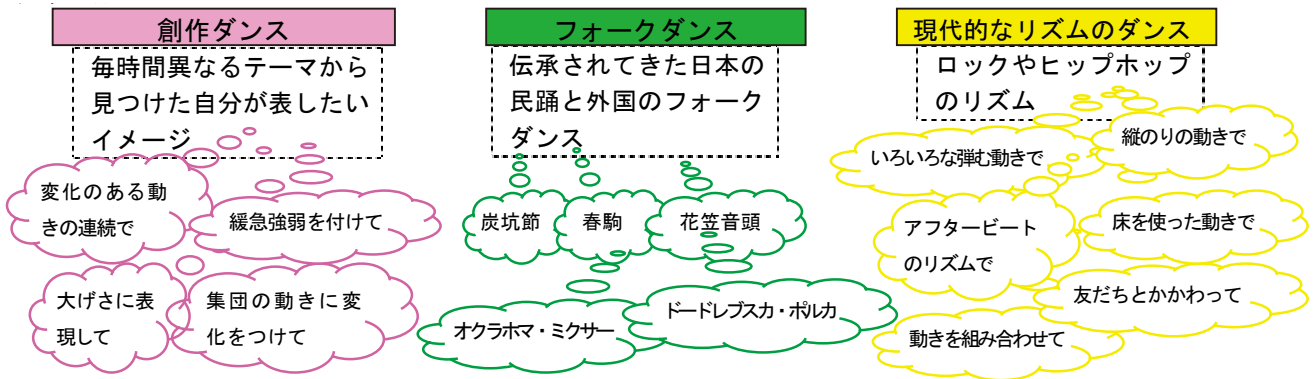 創作ダンス
毎時間異なるテーマから
見つけた自分が表したい
イメージ
変化のある動
きの連続で
緩急強弱を付けて
大げさに表
現して
集団の動きに変
化をつけて
フォークダンス
伝承されてきた日本の
民踊と外国のフォーク
ダンス
炭坑節
春駒
花笠音頭
オクラホマ・ミクサー
ドードレブスカ・ポルカ
現代的なリズムのダンス
ロックやヒップホップ
のリズム
いろいろな弾む動きで
縦のりの動きで
アフタービート
のリズムで
床を使った動きで
友だちとかかわって
動きを組み合わせて